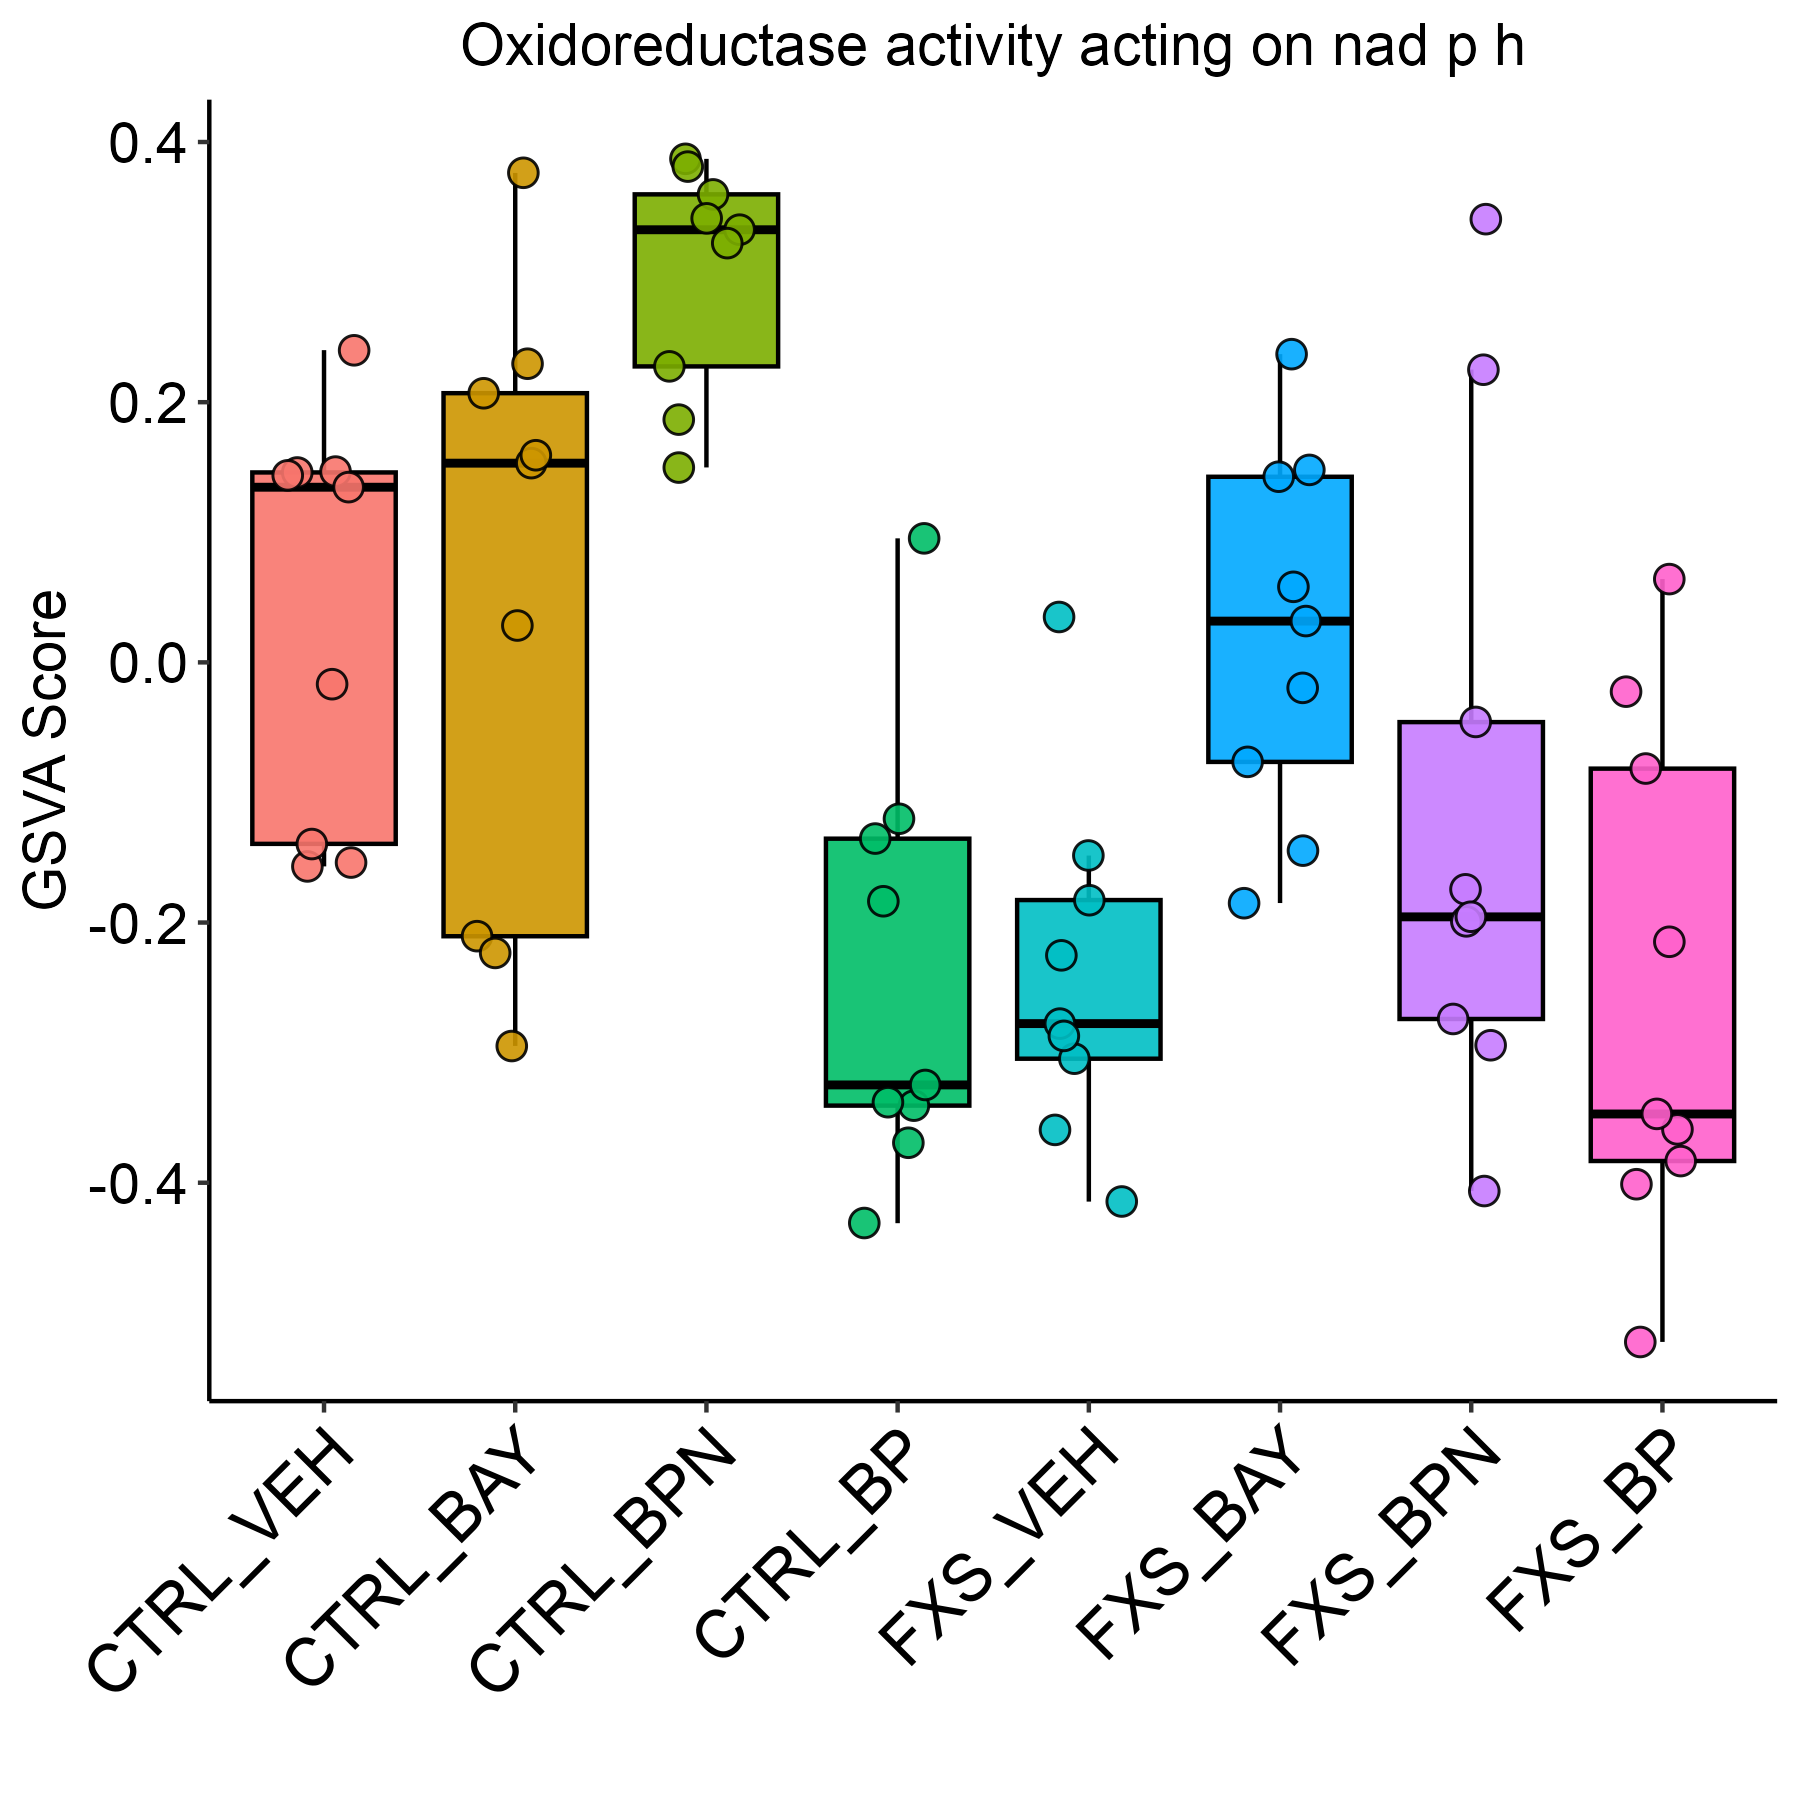 Oxidoreductase activity acting on nad p h
GSVA Score
0.4
0.2
0.0
-0.2
-0.4
CTRL_VEH
CTRL_BAY
CTRL_BPN
CTRL_BP
FXS_VEH
FXS_BAY
FXS_BPN
FXS_BP